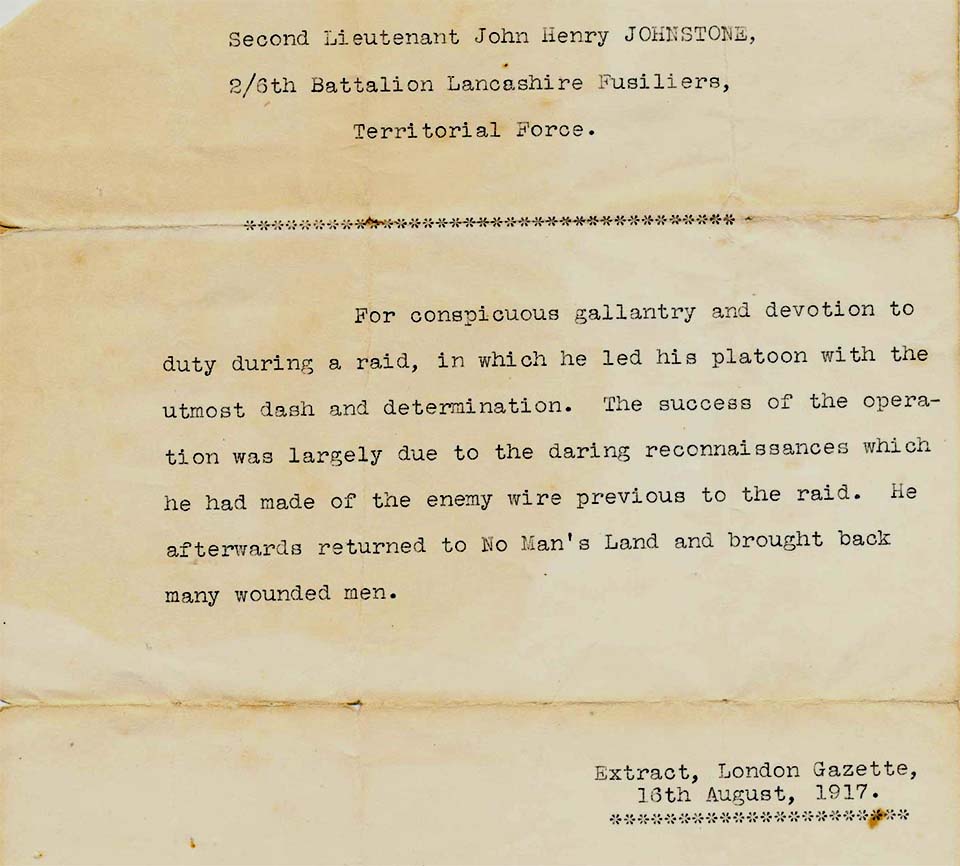 Second Lieutenant John Henry JOHNSTONE,
2/6th Battalion Lancashire Fusiliers,
Territorial Force.
************************************
For conspicuous gallantry and devotion to
duty during a raid, in which he led his platoon with the
utmost dash and determination. The success of the opera-
tion was largely due to the daring reconnaissances which
he had made of the enemy wire previous to the raid. He
afterwards returned to No Man's Land and brought back
many wounded men.
Extract, London Gazette,
16th August, 1917.
**********************